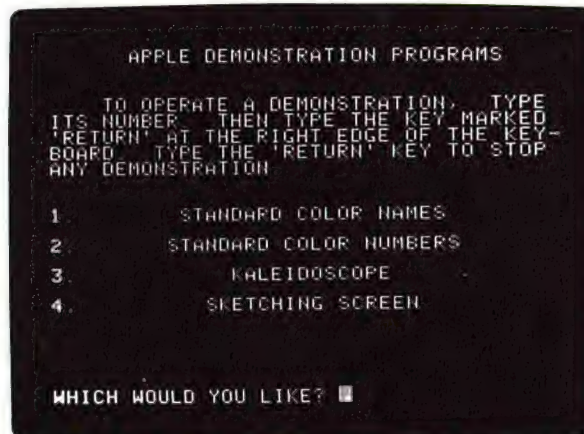 APPLE DEMONSTRATION PROGRAMS
TO OPERATE A DEMONSTRATION, TYPE
ITS NUMBER. THEN TYPE THE KEY MARKED
'RETURN' AT THE RIGHT EDGE OF THE KEY-
BOARD. TYPE THE 'RETURN' KEY TO STOP
ANY DEMONSTRATION
1. STANDARD COLOR NAMES
2. STANDARD COLOR NUMBERS
3. KALEIDOSCOPE
4. SKETCHING SCREEN
WHICH WOULD YOU LIKE?